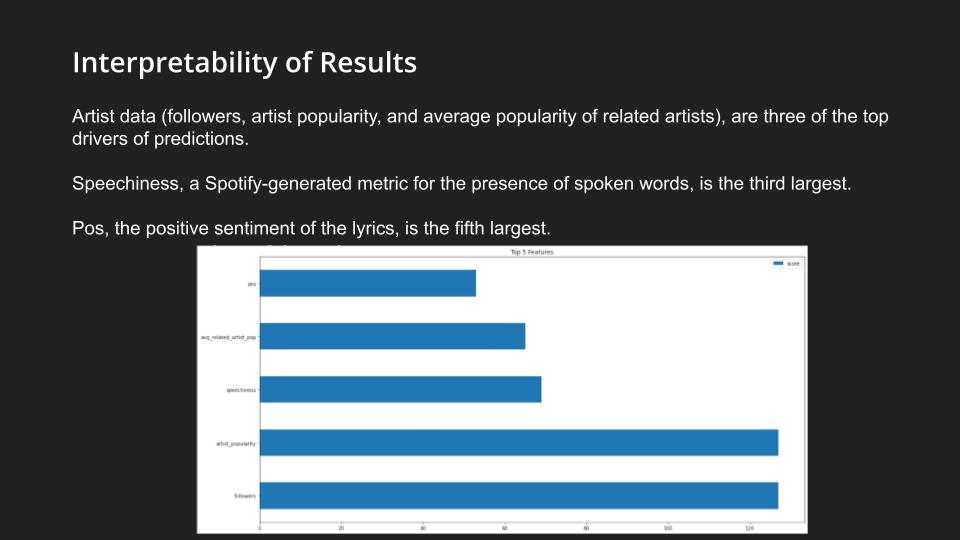 Interpretability of Results
Artist data (followers, artist popularity, and average popularity of related artists), are three of the top
drivers of predictions.
Speechiness, a Spotify-generated metric for the presence of spoken words, is the third largest.
Pos, the positive sentiment of the lyrics, is the fifth largest.
Top 5 Features
score
pos
avg_related_artist_pop
speechiness
artist_popularity
followers
0 20 40 60 80 100 120